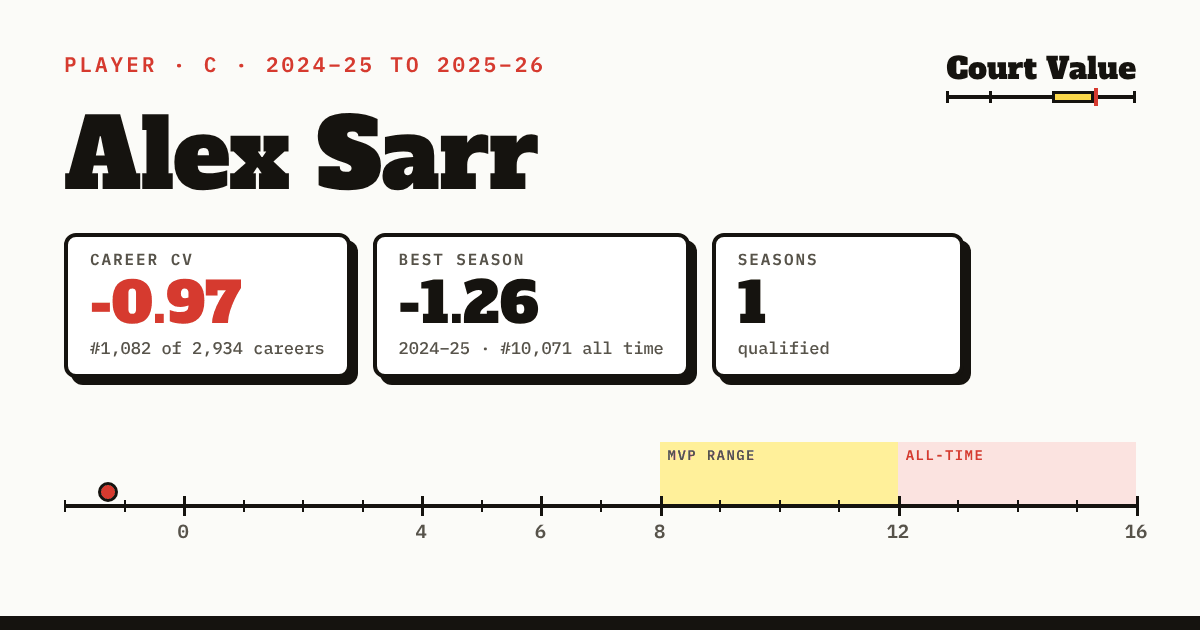 PLAYER · C · 2024–25 TO 2025–26
Court Value
Alex Sarr
CAREER CV
-0.97
#1,082 of 2,934 careers
BEST SEASON
-1.26
2024–25 · #10,071 all time
SEASONS
1
qualified
MVP RANGE
ALL-TIME
0 4 6 8 12 16